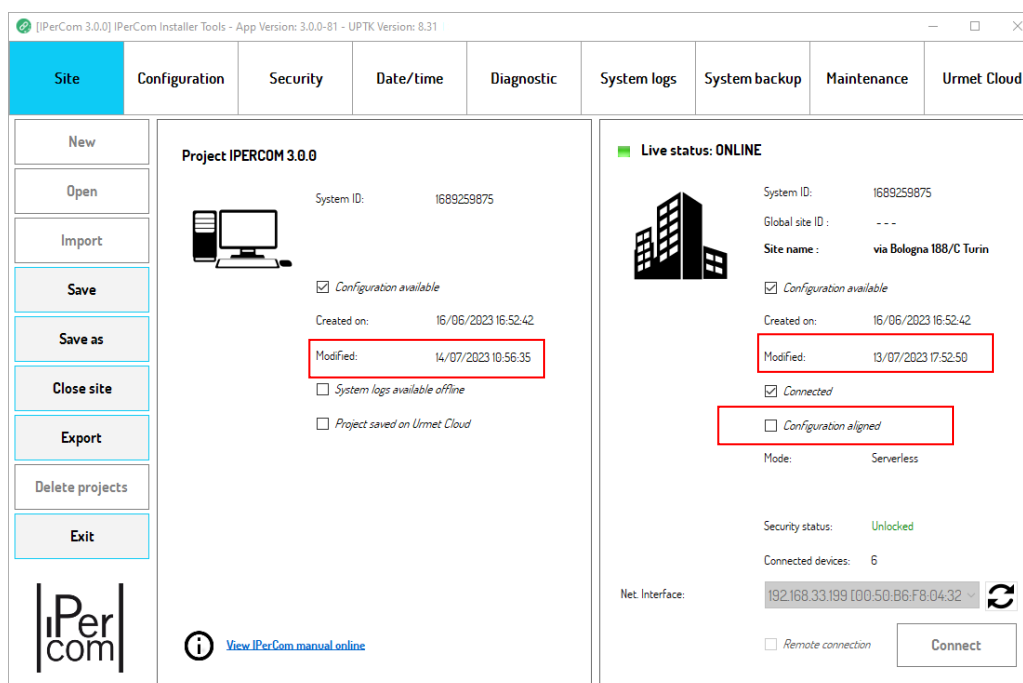 [IPerCom 3.0.0] IPerCom Installer Tools - App Version: 3.0.0-81 - UPTK Version: 8.31
Site
Configuration
Security
Date/time
Diagnostic
System logs
System backup
Maintenance
Urmet Cloud
New
Open
Import
Save
Save as
Close site
Export
Delete projects
Exit
IPer
com
Project IPERCOM 3.0.0
System ID: 1689259875
Configuration available
Created on: 16/06/2023 16:52:42
Modified: 14/07/2023 10:56:35
System logs available offline
Project saved on Urmet Cloud
View IPerCom manual online
Live status: ONLINE
System ID: 1689259875
Global site ID : ---
Site name : via Bologna 188/C Turin
Configuration available
Created on: 16/06/2023 16:52:42
Modified: 13/07/2023 17:52:50
Connected
Configuration aligned
Mode: Serverless
Security status: Unlocked
Connected devices: 6
Net. Interface: 192.168.33.199 [00:50:B6:F8:04:32
Remote connection
Connect